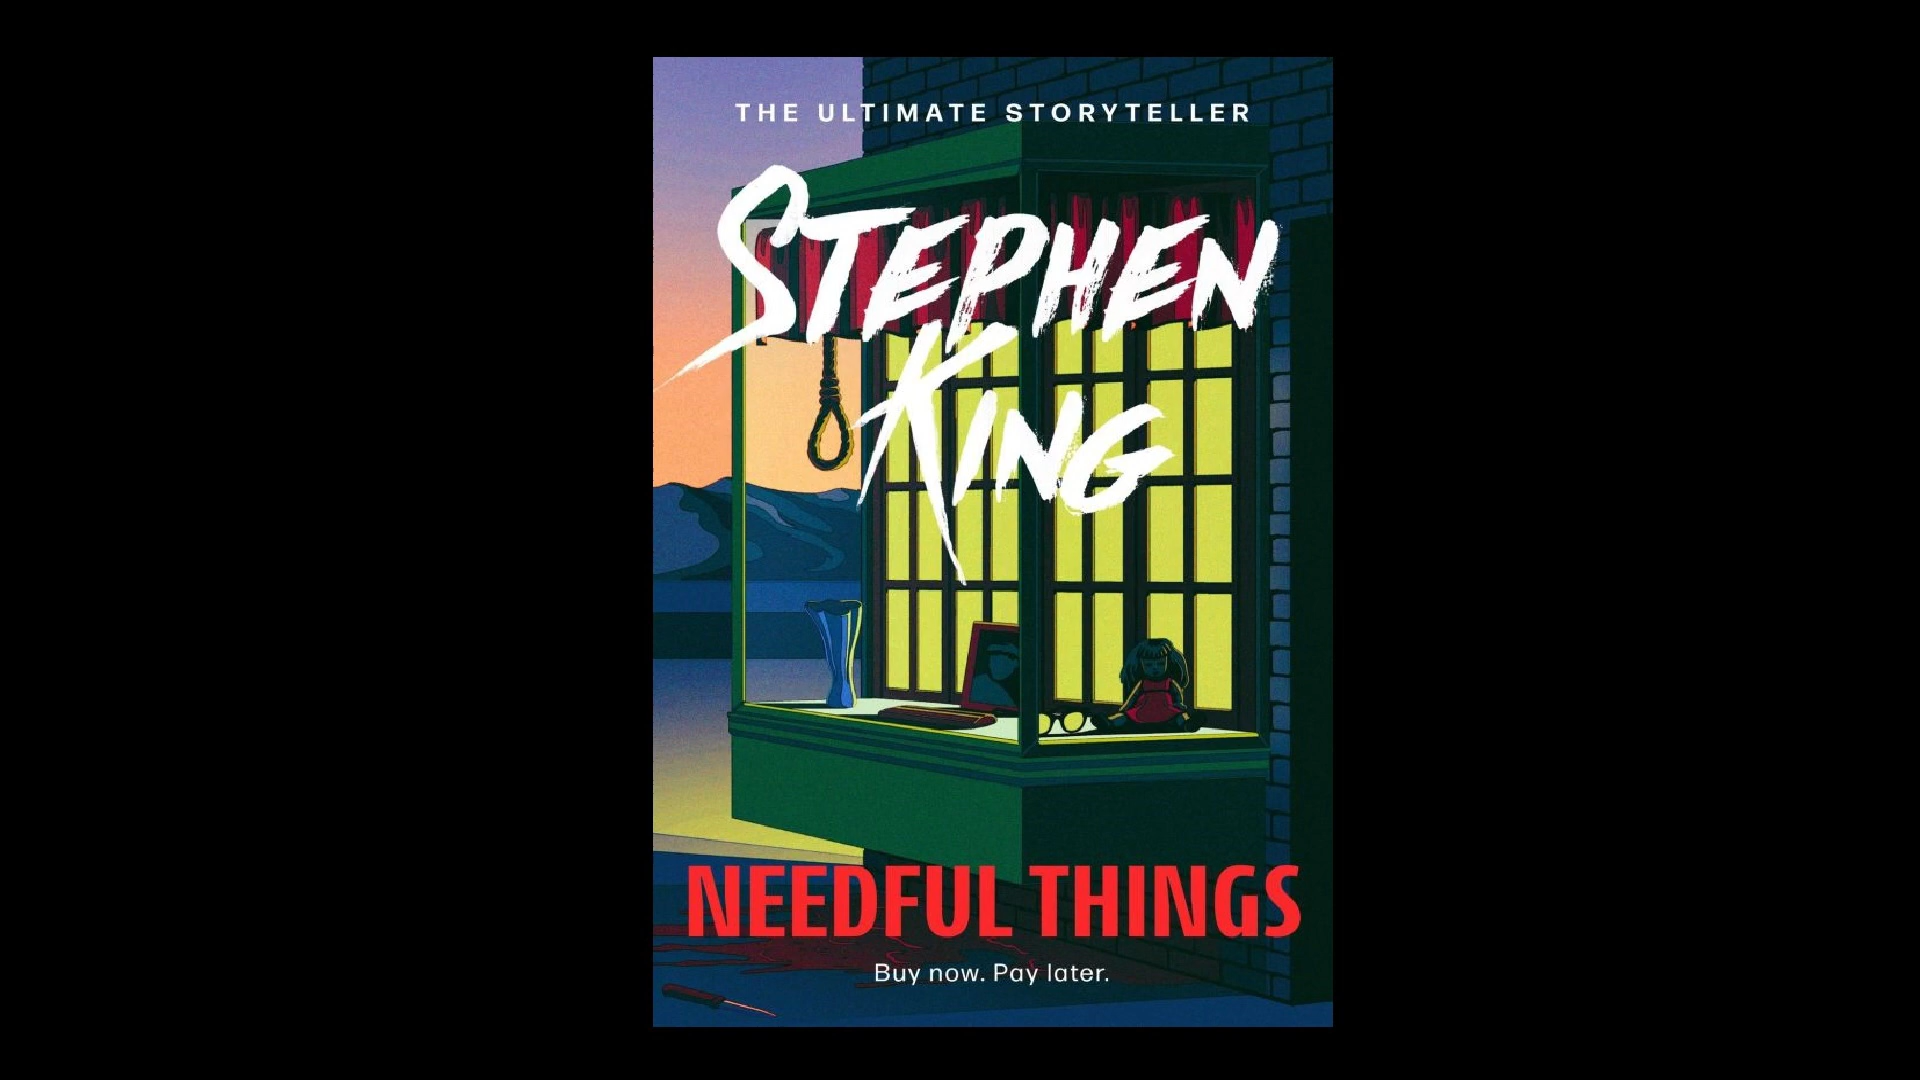 THE ULTIMATE STORYTELLER
STEPHEN
KING
NEEDFUL THINGS
Buy now. Pay later.